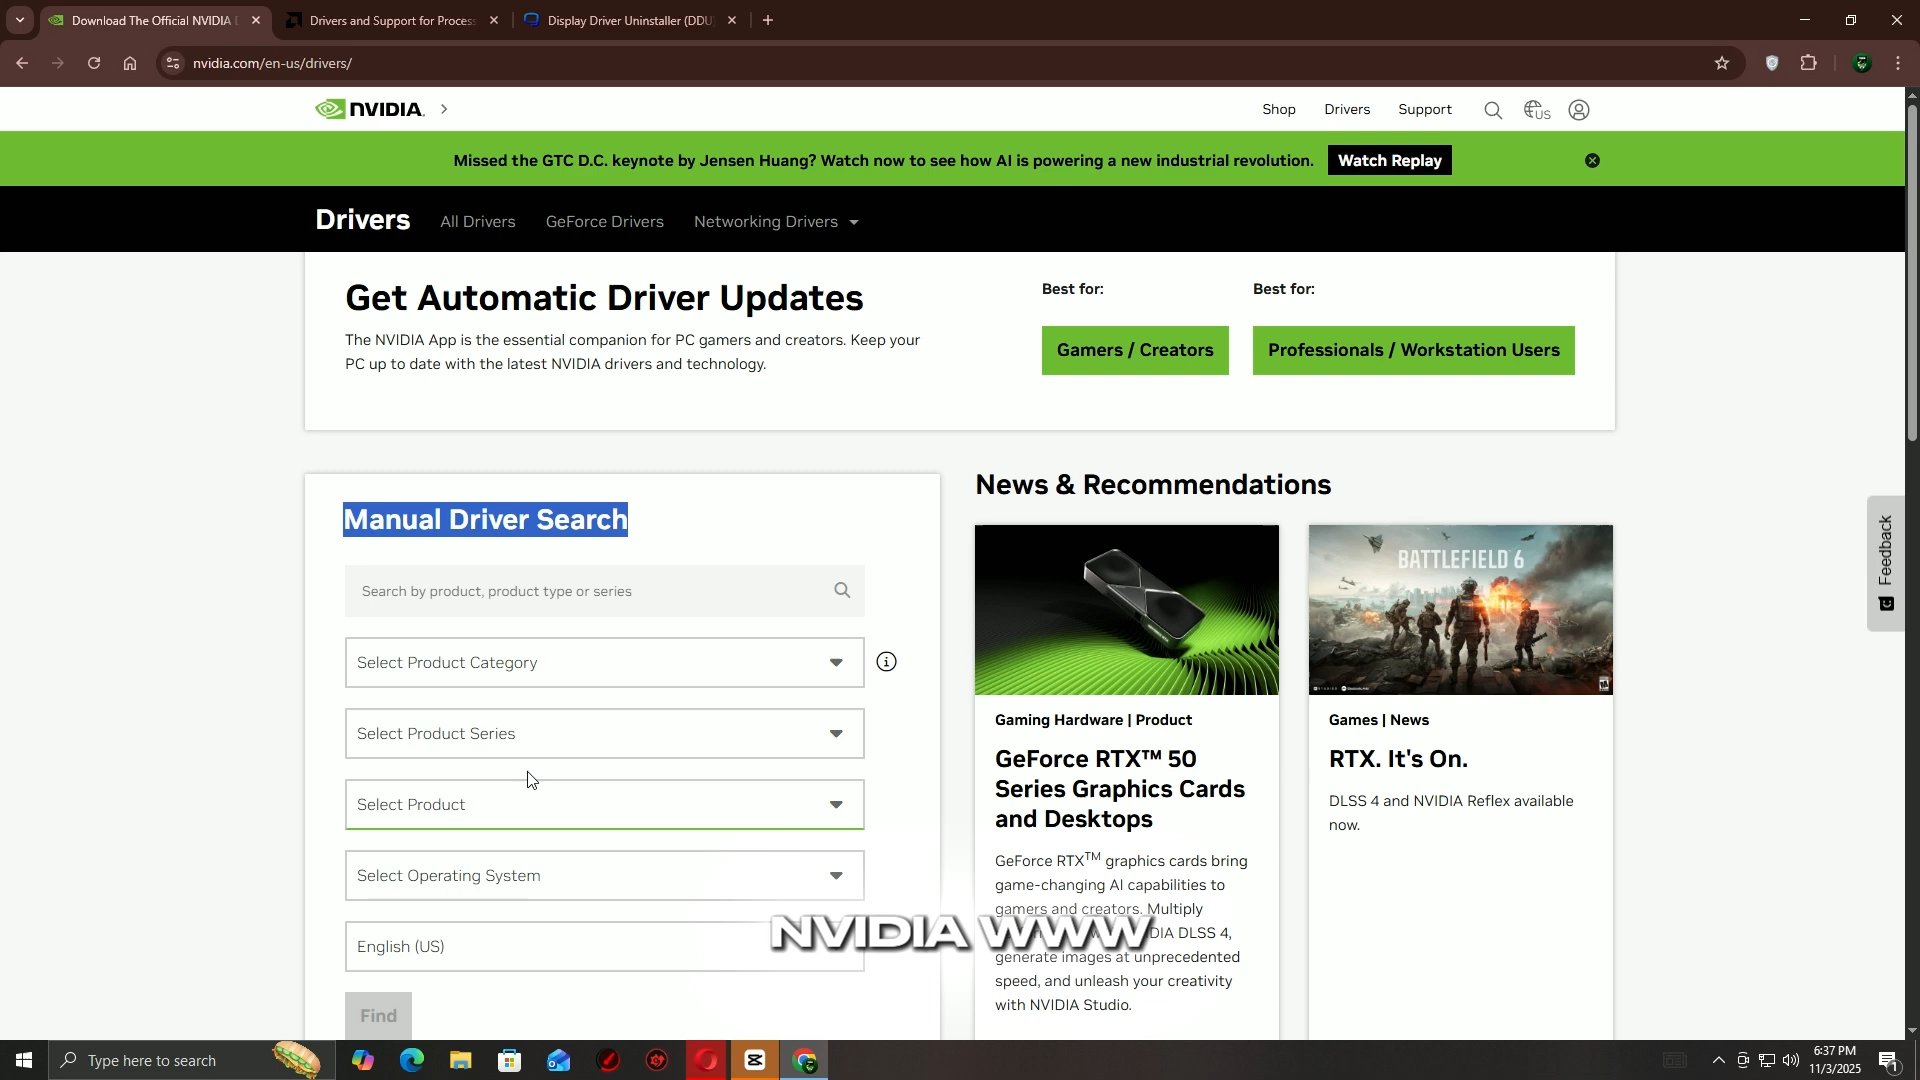 Download The Official NVIDIA D
Drivers and Support for Process
Display Driver Uninstaller (DDU
nvidia.com/en-us/drivers/
NVIDIA.
Shop
Drivers
Support
US
Missed the GTC D.C. keynote by Jensen Huang? Watch now to see how AI is powering a new industrial revolution.
Watch Replay
Drivers
All Drivers
GeForce Drivers
Networking Drivers
Get Automatic Driver Updates
The NVIDIA App is the essential companion for PC gamers and creators. Keep your
PC up to date with the latest NVIDIA drivers and technology.
Best for:
Gamers / Creators
Best for:
Professionals / Workstation Users
Manual Driver Search
Search by product, product type or series
Select Product Category
Select Product Series
Select Product
Select Operating System
English (US)
Find
News & Recommendations
Gaming Hardware | Product
GeForce RTX™ 50
Series Graphics Cards
and Desktops
GeForce RTX™ graphics cards bring
game-changing AI capabilities to
gamers and creators. Multiply
DIA DLSS 4,
generate images at unprecedented
speed, and unleash your creativity
with NVIDIA Studio.
BATTLEFIELD 6
Games | News
RTX. It's On.
DLSS 4 and NVIDIA Reflex available
now.
Feedback
NVIDIA WWW
Type here to search
6:37 PM
11/3/2025
1